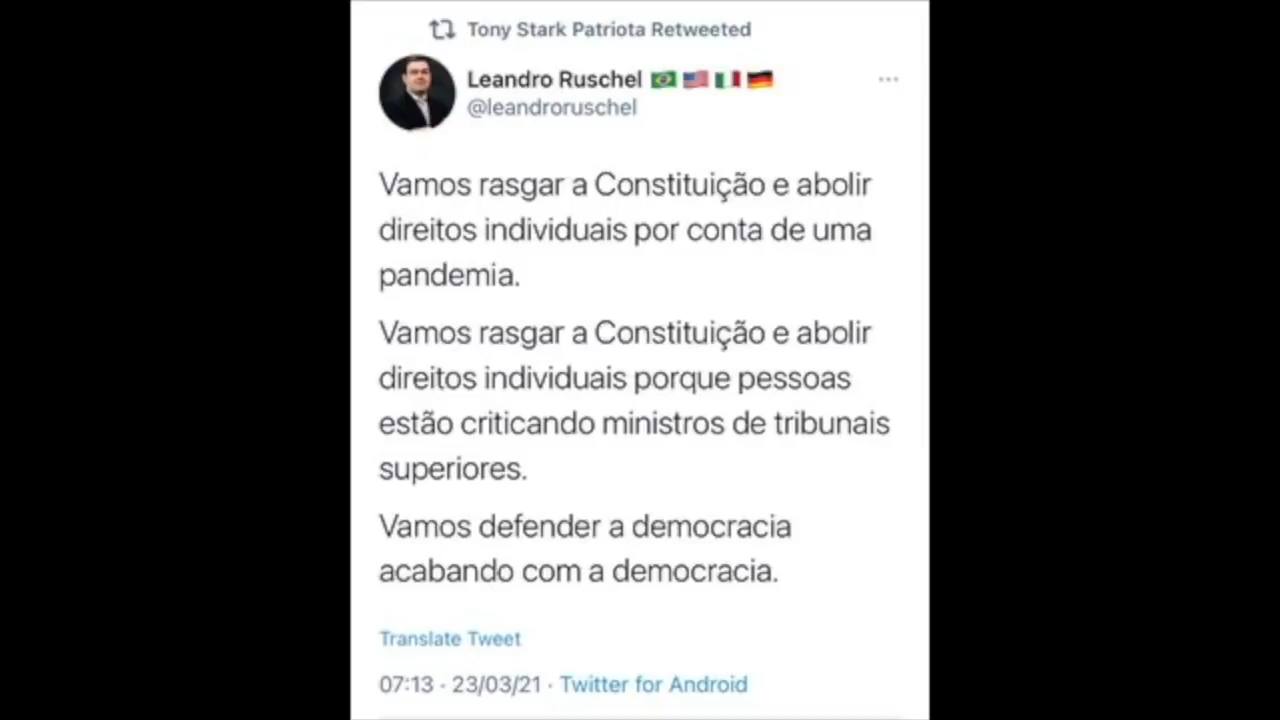 Tony Stark Patriota Retweeted
Leandro Ruschel 🇧🇷 🇺🇸 🇮🇹 🇩🇪
@leandroruschel
Vamos rasgar a Constituição e abolir
direitos individuais por conta de uma
pandemia.
Vamos rasgar a Constituição e abolir
direitos individuais porque pessoas
estão criticando ministros de tribunais
superiores.
Vamos defender a democracia
acabando com a democracia.
Translate Tweet
07:13 · 23/03/21 · Twitter for Android